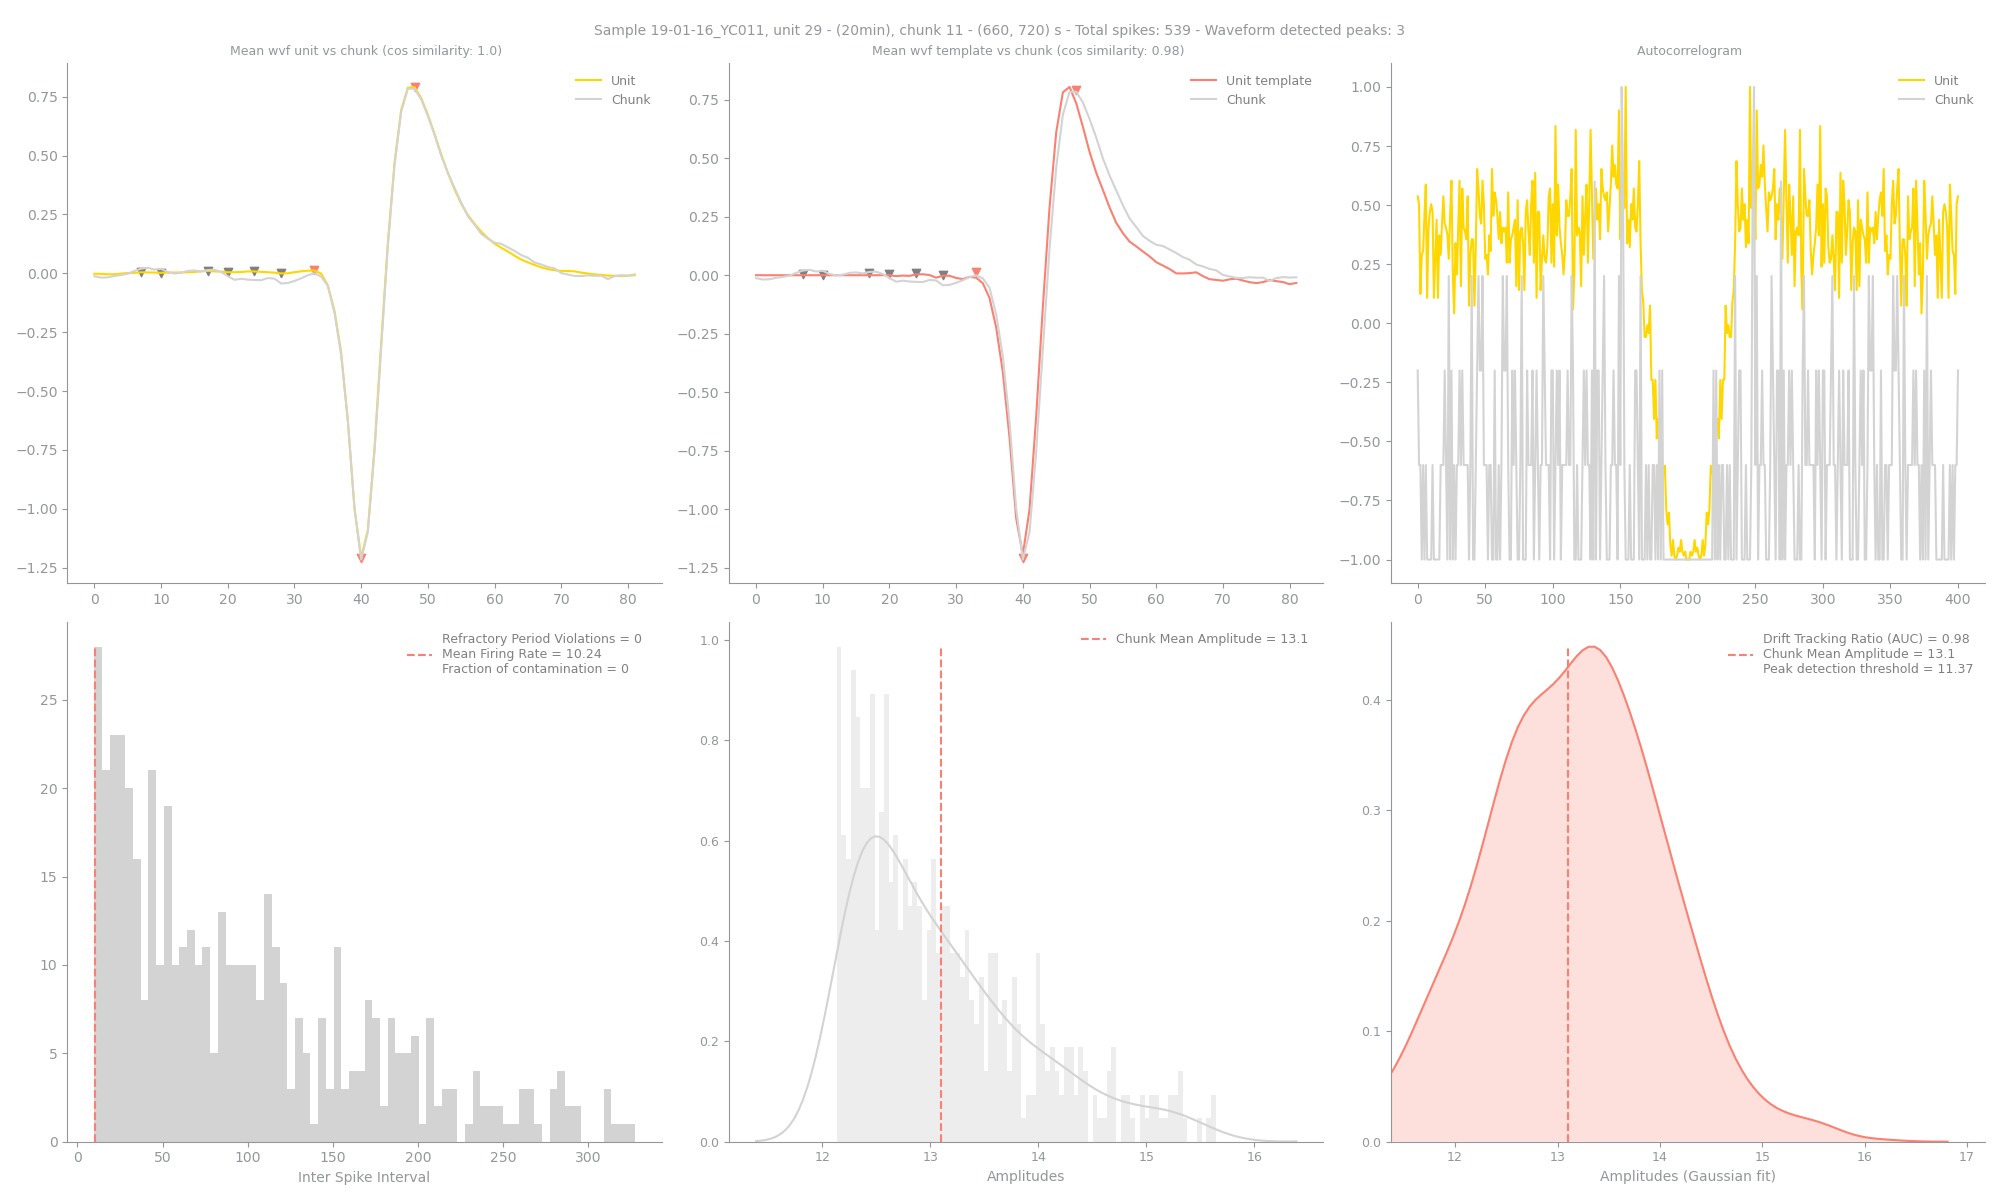 Sample 19-01-16_YC011, unit 29 - (20min), chunk 11 - (660, 720) s - Total spikes: 539 - Waveform detected peaks: 3
Mean wvf unit vs chunk (cos similarity: 1.0)
Unit
Chunk
0.75
0.50
0.25
0.00
−0.25
−0.50
−0.75
−1.00
−1.25
0 10 20 30 40 50 60 70 80
Mean wvf template vs chunk (cos similarity: 0.98)
Unit template
Chunk
0.75
0.50
0.25
0.00
−0.25
−0.50
−0.75
−1.00
−1.25
0 10 20 30 40 50 60 70 80
Autocorrelogram
Unit
Chunk
1.00
0.75
0.50
0.25
0.00
−0.25
−0.50
−0.75
−1.00
0 50 100 150 200 250 300 350 400
Refractory Period Violations = 0
Mean Firing Rate = 10.24
Fraction of contamination = 0
25
20
15
10
5
0
0 50 100 150 200 250 300
Inter Spike Interval
Chunk Mean Amplitude = 13.1
1.0
0.8
0.6
0.4
0.2
0.0
12 13 14 15 16
Amplitudes
Drift Tracking Ratio (AUC) = 0.98
Chunk Mean Amplitude = 13.1
Peak detection threshold = 11.37
0.4
0.3
0.2
0.1
0.0
12 13 14 15 16 17
Amplitudes (Gaussian fit)